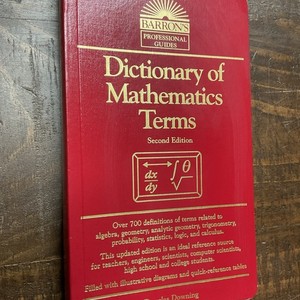 BARRON'S
PROFESSIONAL
GUIDES
Dictionary of
Mathematics
Terms
Second Edition
dx
dy
∫ θ
Over 700 definitions of terms related to
algebra, geometry, analytic geometry, trigonometry,
probability, statistics, logic, and calculus.
This updated edition is an ideal reference source
for teachers, engineers, scientists, computer scientists,
high school and college students.
Filled with illustrative diagrams and quick-reference tables
Downing